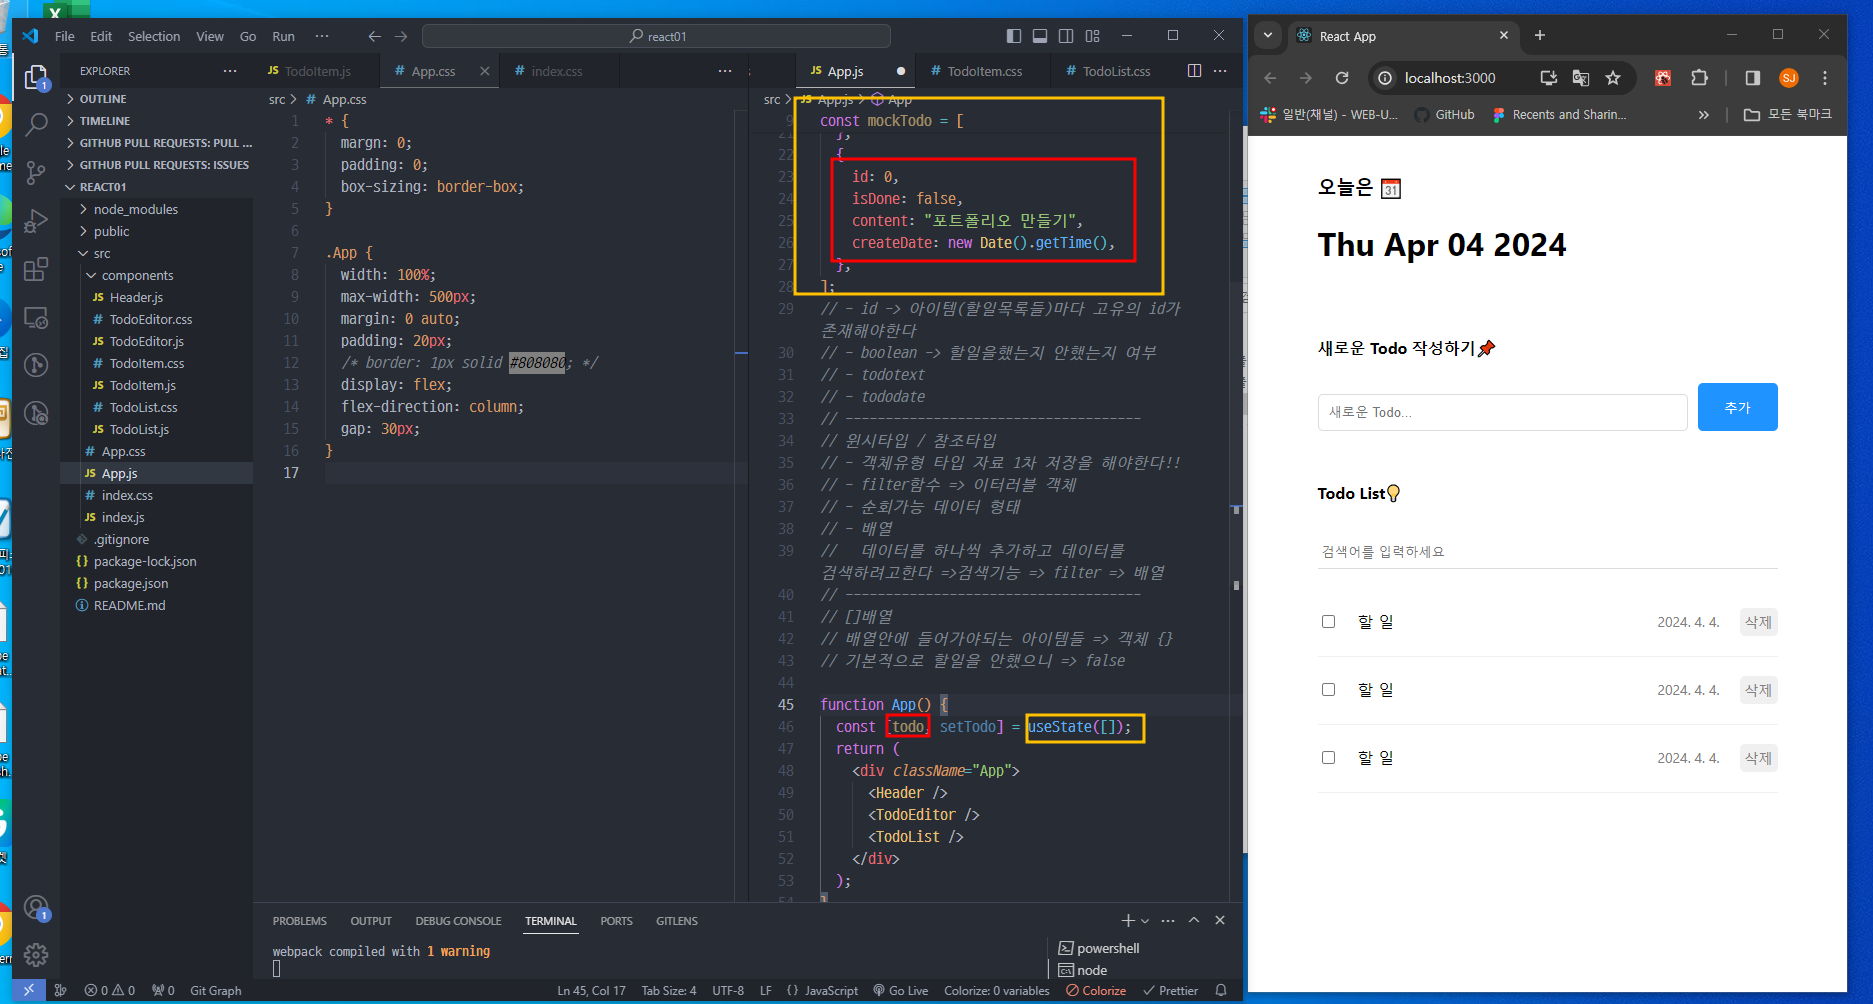 File Edit Selection View Go Run ··· react01
EXPLORER
OUTLINE
TIMELINE
GITHUB PULL REQUESTS: PULL ...
GITHUB PULL REQUESTS: ISSUES
REACT01
node_modules
public
src
components
JS Header.js
# TodoEditor.css
JS TodoEditor.js
# TodoItem.css
JS TodoItem.js
# TodoList.css
JS TodoList.js
# App.css
JS App.js
# index.css
JS index.js
.gitignore
{} package-lock.json
{} package.json
README.md
JS TodoItem.js # App.css # index.css
src > # App.css
1 * {
2 margn: 0;
3 padding: 0;
4 box-sizing: border-box;
5 }
6
7 .App {
8 width: 100%;
9 max-width: 500px;
10 margin: 0 auto;
11 padding: 20px;
12 /* border: 1px solid #808080; */
13 display: flex;
14 flex-direction: column;
15 gap: 30px;
16 }
17
JS App.js # TodoItem.css # TodoList.css
src > JS App.js > App
9 const mockTodo = [
21 },
22 {
23 id: 0,
24 isDone: false,
25 content: "포트폴리오 만들기",
26 createDate: new Date().getTime(),
27 },
28 ];
29 // - id -> 아이템(할일목록들)마다 고유의 id가
존재해야한다
30 // - boolean -> 할일을했는지 안했는지 여부
31 // - todotext
32 // - tododate
33 // -------------------------------------
34 // 원시타입 / 참조타입
35 // - 객체유형 타입 자료 1차 저장을 해야한다!!
36 // - filter함수 => 이터러블 객체
37 // - 순회가능 데이터 형태
38 // - 배열
39 // 데이터를 하나씩 추가하고 데이터를
검색하려고한다 =>검색기능 => filter => 배열
40 // -------------------------------------
41 // []배열
42 // 배열안에 들어가야되는 아이템들 => 객체 {}
43 // 기본적으로 할일을 안했으니 => false
44
45 function App() {
46 const [todo, setTodo] = useState([]);
47 return (
48 <div className="App">
49 <Header />
50 <TodoEditor />
51 <TodoList />
52 </div>
53 );
54 }
PROBLEMS OUTPUT DEBUG CONSOLE TERMINAL PORTS GITLENS
webpack compiled with 1 warning
powershell
node
0 0 0 Git Graph Ln 45, Col 17 Tab Size: 4 UTF-8 LF {} JavaScript Go Live Colorize: 0 variables Colorize Prettier
React App
localhost:3000
SJ
일반(채널) - WEB-U... GitHub Recents and Sharin... » 모든 북마크
오늘은 📅
Thu Apr 04 2024
새로운 Todo 작성하기📌
새로운 Todo... 추가
Todo List💡
검색어를 입력하세요
할 일 2024. 4. 4. 삭제
할 일 2024. 4. 4. 삭제
할 일 2024. 4. 4. 삭제